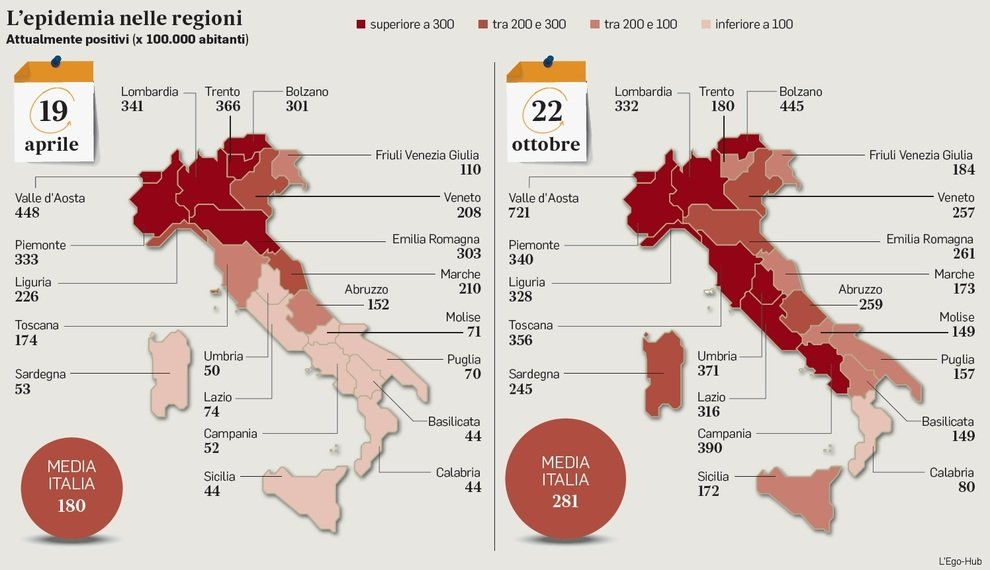 L'epidemia nelle regioni
Attualmente positivi (x 100.000 abitanti)
superiore a 300
tra 200 e 300
tra 200 e 100
inferiore a 100
19
aprile
Lombardia
341
Trento
366
Bolzano
301
Friuli Venezia Giulia
110
Valle d'Aosta
448
Veneto
208
Piemonte
333
Emilia Romagna
303
Liguria
226
Marche
210
Abruzzo
152
Toscana
174
Molise
71
Umbria
50
Puglia
70
Sardegna
53
Lazio
74
Basilicata
44
Campania
52
Calabria
44
Sicilia
44
MEDIA
ITALIA
180
22
ottobre
Lombardia
332
Trento
180
Bolzano
445
Friuli Venezia Giulia
184
Valle d'Aosta
721
Veneto
257
Piemonte
340
Emilia Romagna
261
Liguria
328
Marche
173
Abruzzo
259
Toscana
356
Molise
149
Umbria
371
Puglia
157
Sardegna
245
Lazio
316
Basilicata
149
Campania
390
Calabria
80
Sicilia
172
MEDIA
ITALIA
281
L'Ego-Hub